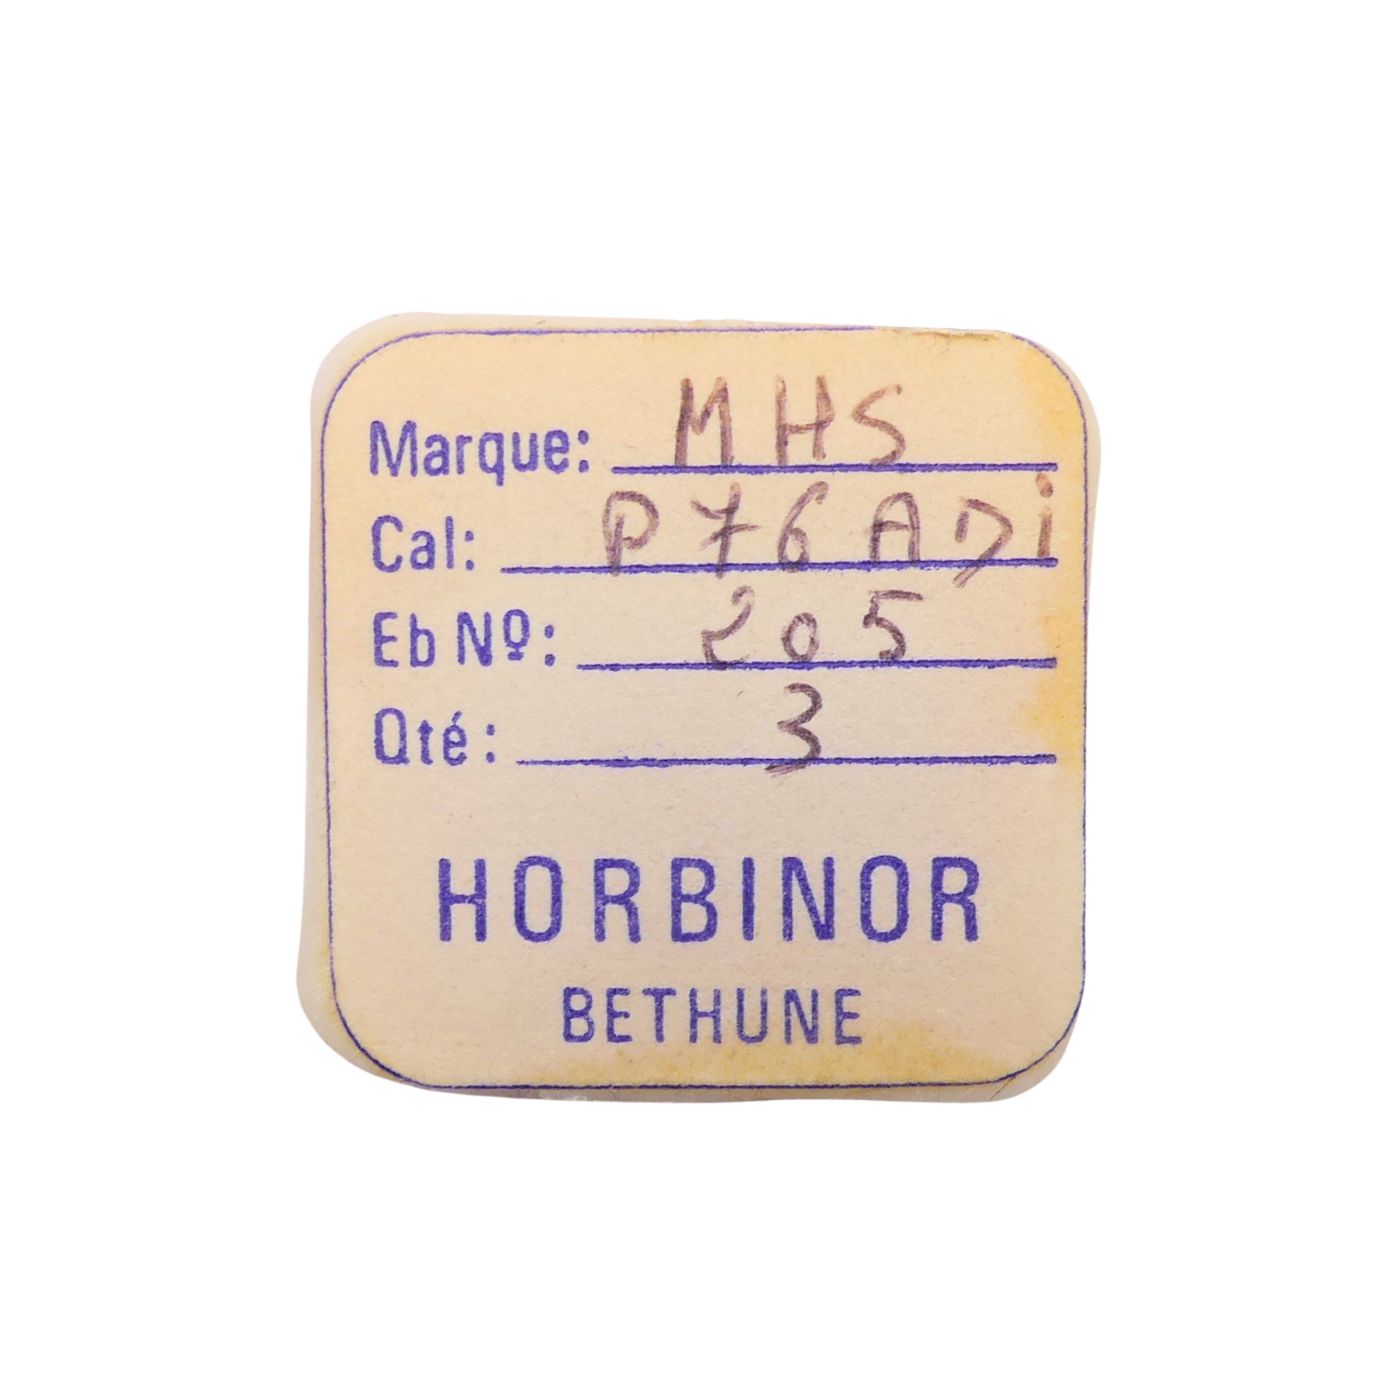 Marque: MHS
Cal: P76ADi
Eb Nº: 205
Qté: 3
HORBINOR
BETHUNE